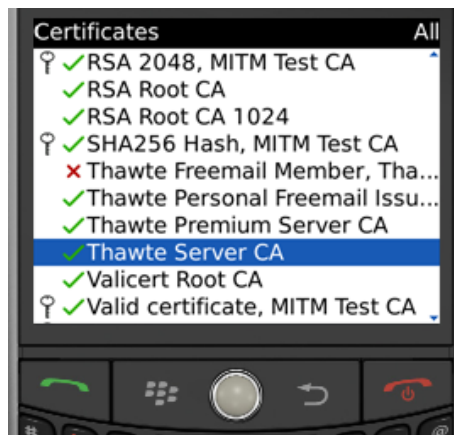 Certificates All
RSA 2048, MITM Test CA
RSA Root CA
RSA Root CA 1024
SHA256 Hash, MITM Test CA
Thawte Freemail Member, Tha...
Thawte Personal Freemail Issu...
Thawte Premium Server CA
Thawte Server CA
Valicert Root CA
Valid certificate, MITM Test CA
# @